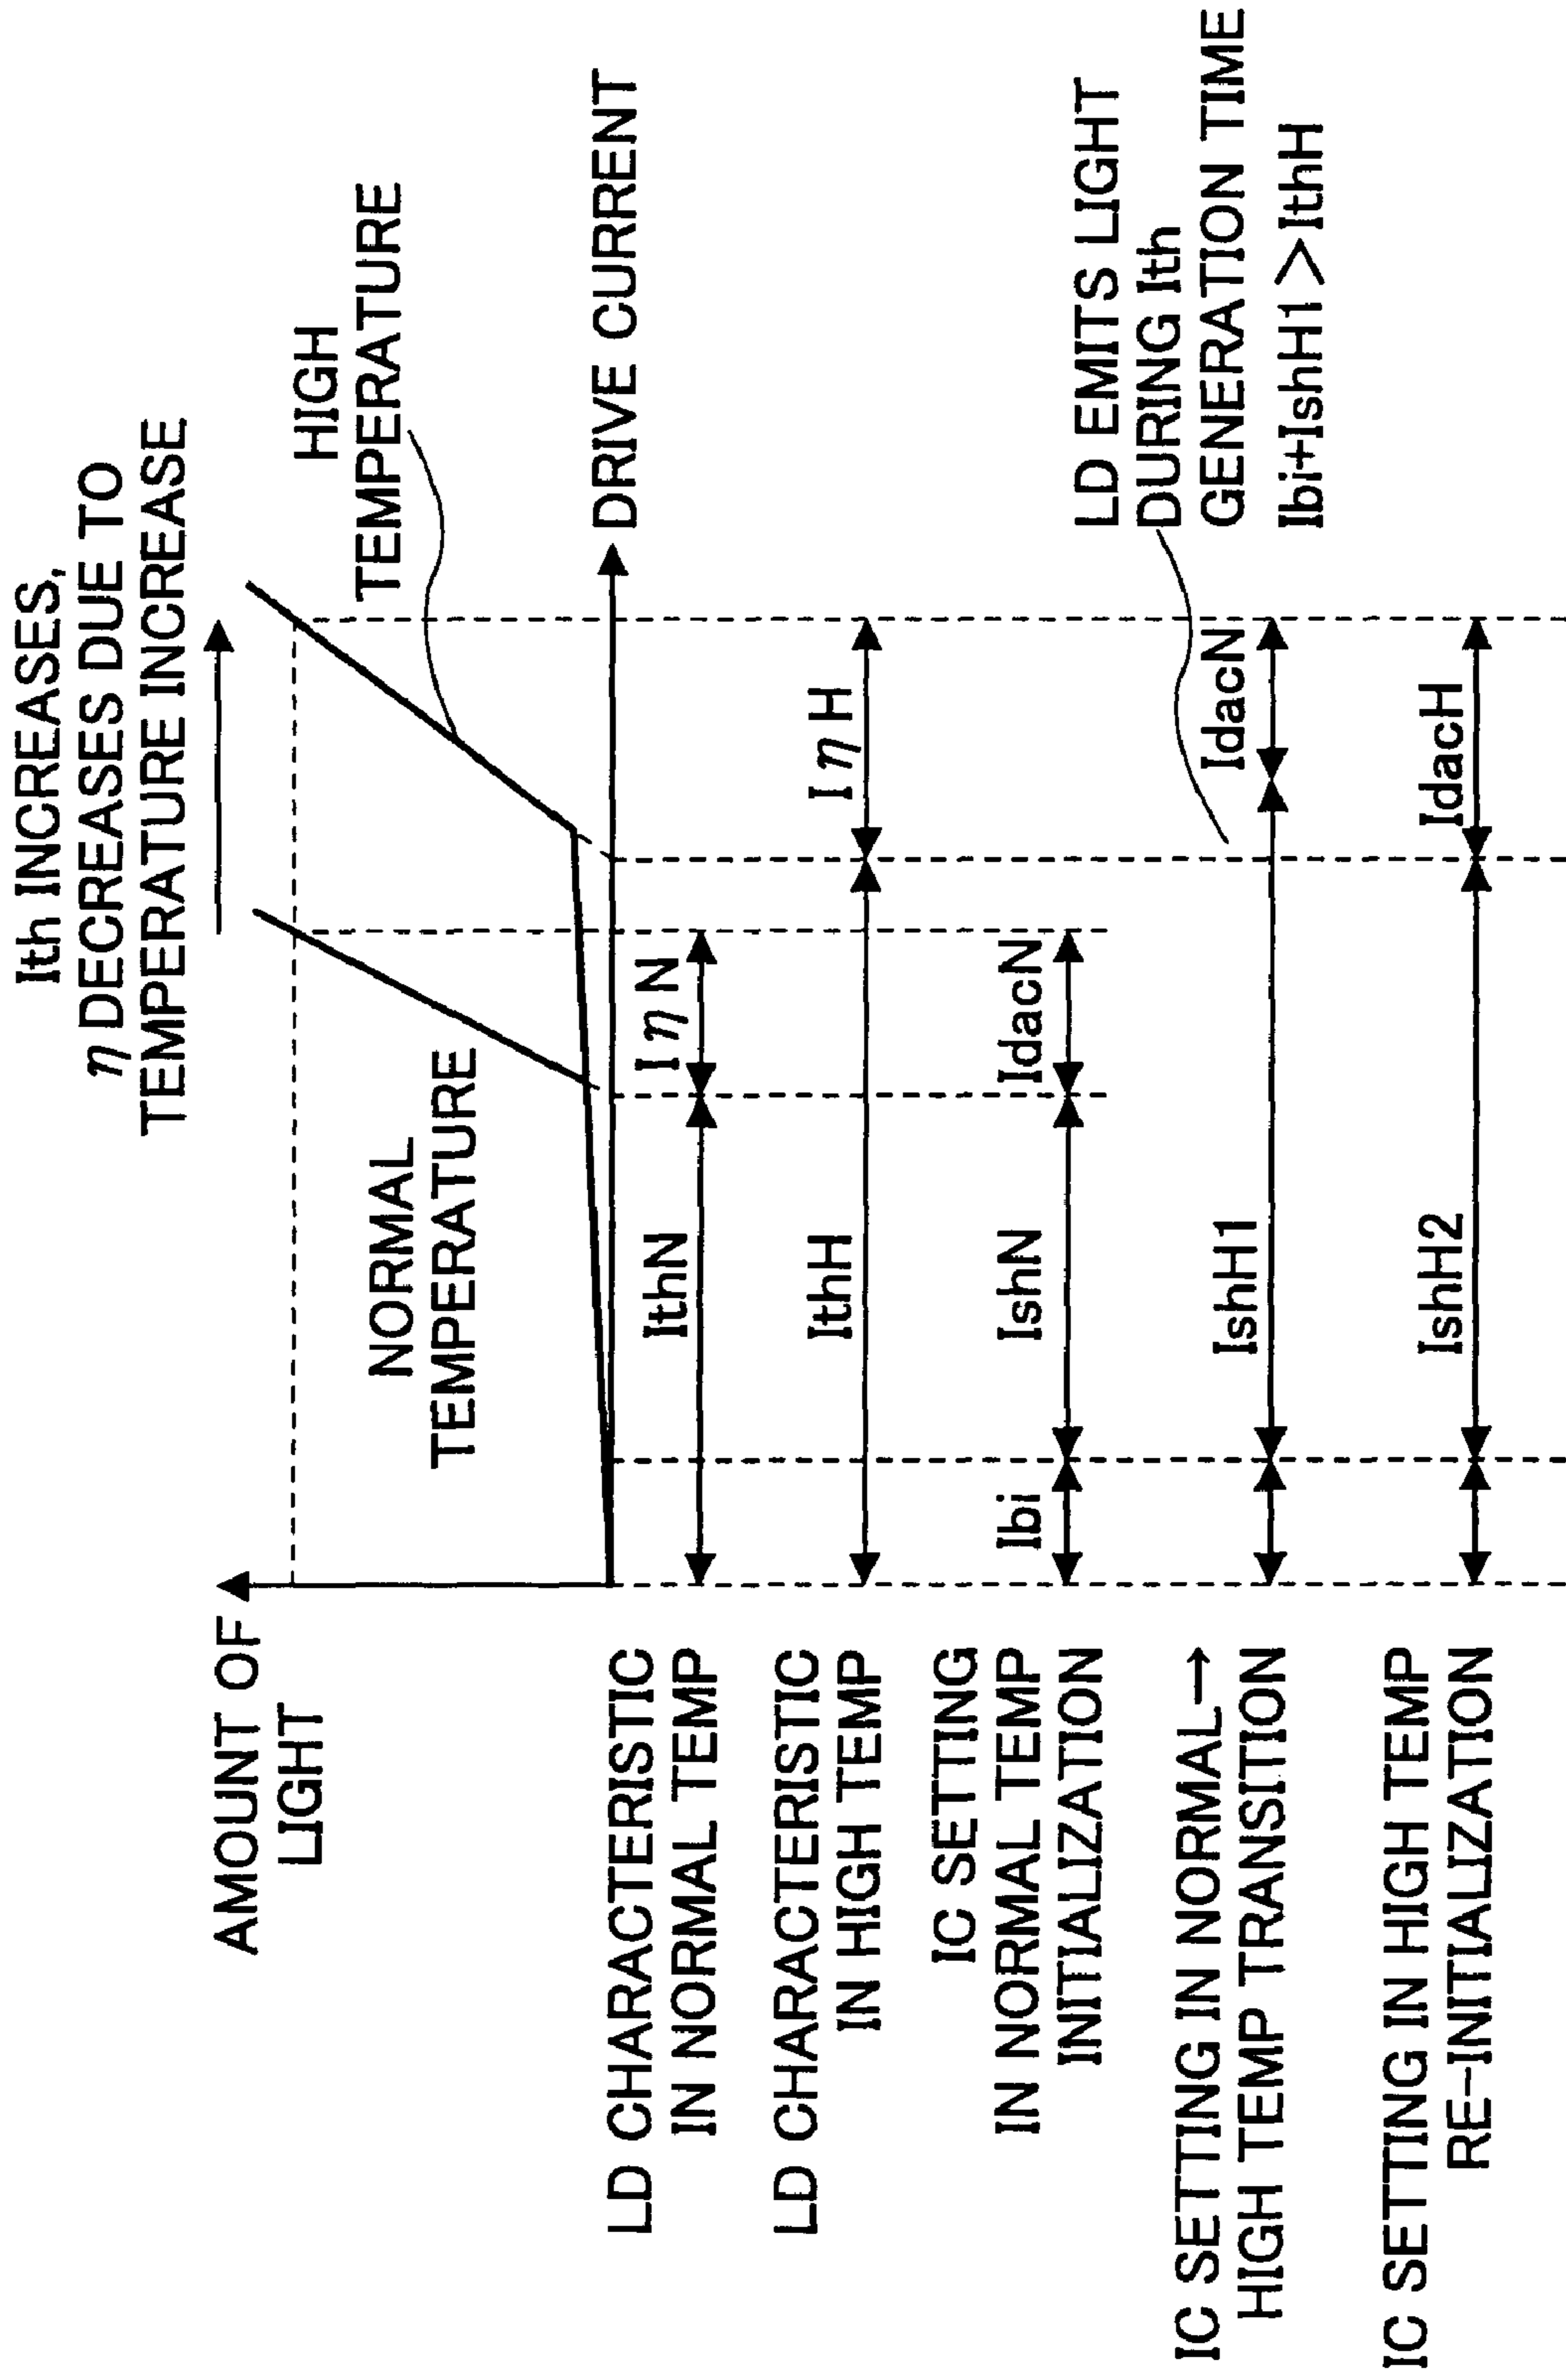 Ith INCREASES,
η DECREASES DUE TO
TEMPERATURE INCREASE
AMOUNT OF
LIGHT
HIGH
TEMPERATURE
NORMAL
TEMPERATURE
DRIVE CURRENT
LD CHARACTERISTIC
IN NORMAL TEMP
IthN
IηN
LD CHARACTERISTIC
IN HIGH TEMP
IthH
IηH
IC SETTING
IN NORMAL TEMP
INITIALIZATION
Ibi
IshN
IdacN
LD EMITS LIGHT
DURING Ith
GENERATION TIME
Ibi+IshH1>IthH
IC SETTING IN NORMAL→
HIGH TEMP TRANSITION
IshH1
IdacN
IC SETTING IN HIGH TEMP
RE-INITIALIZATION
IshH2
IdacH